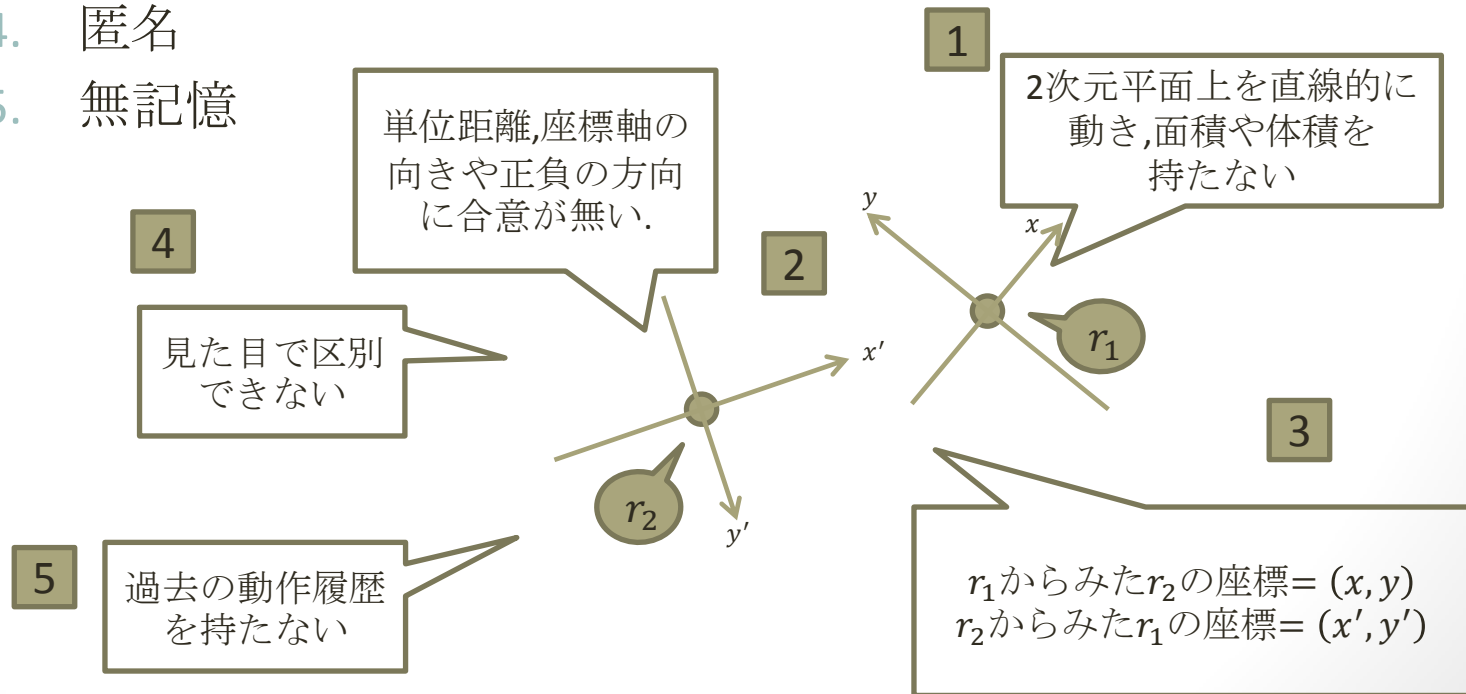 4. 匿名
5. 無記憶
1
2次元平面上を直線的に
動き,面積や体積を
持たない
単位距離,座標軸の
向きや正負の方向
に合意が無い.
2
4
見た目で区別
できない
y
x
r₁
x′
r₂
y′
3
r₁からみたr₂の座標= (x, y)
r₂からみたr₁の座標= (x′, y′)
5
過去の動作履歴
を持たない